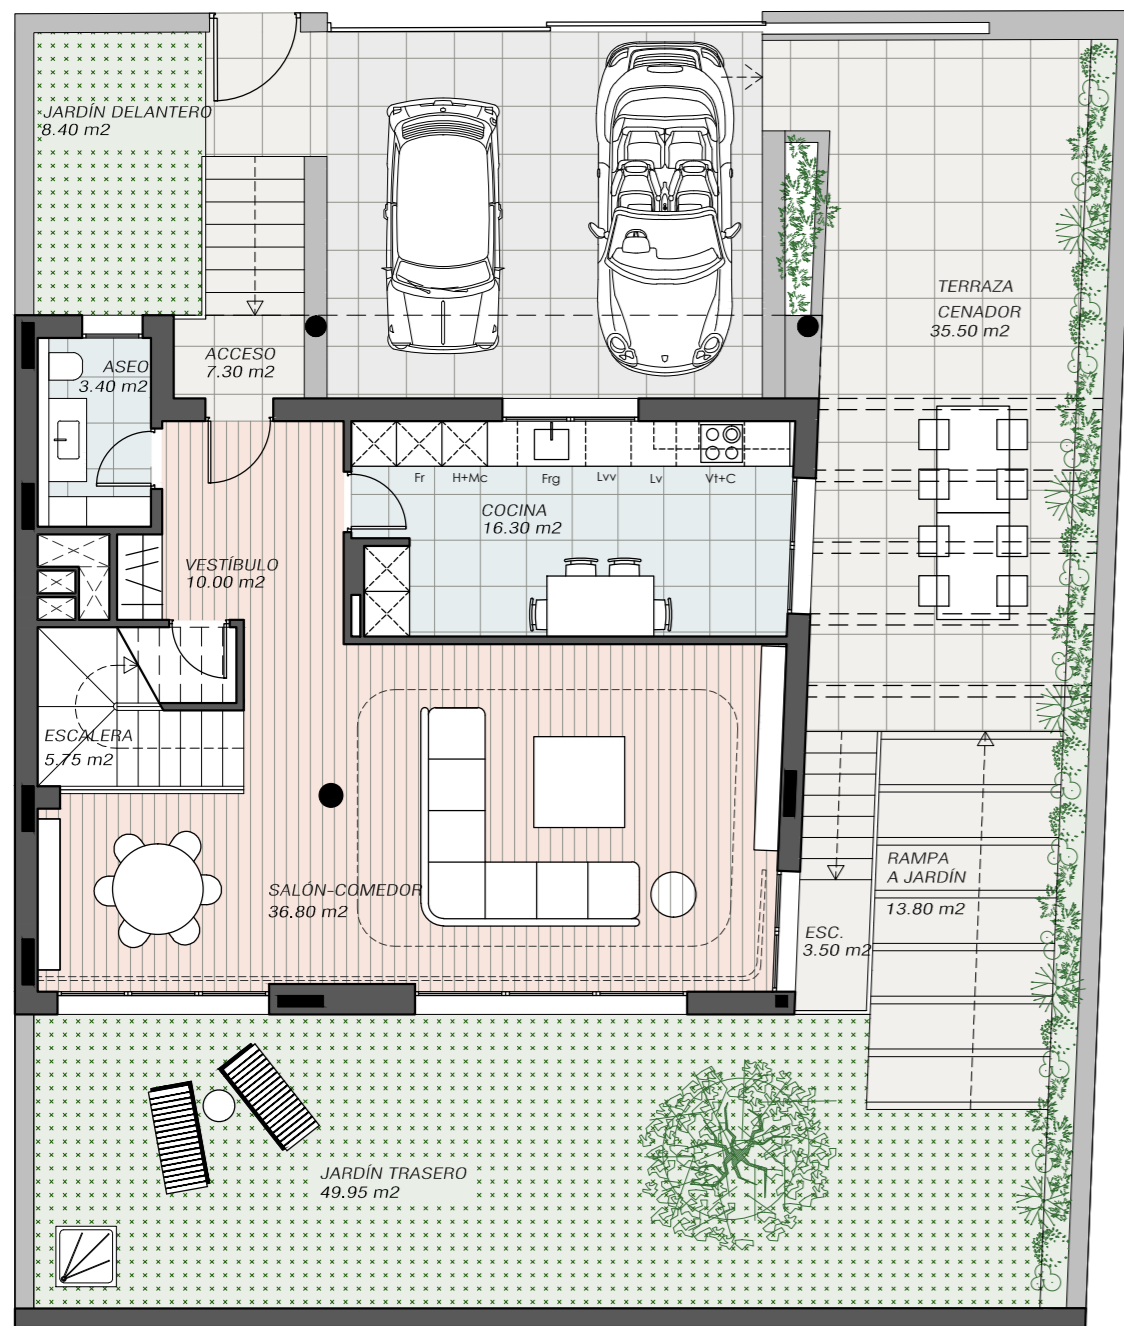 JARDÍN DELANTERO
8.40 m2
TERRAZA
CENADOR
35.50 m2
ASEO
3.40 m2
ACCESO
7.30 m2
Fr
H+Mc
Frg
Lvv
Lv
Vt+C
COCINA
16.30 m2
VESTÍBULO
10.00 m2
ESCALERA
5.75 m2
SALÓN-COMEDOR
36.80 m2
RAMPA
A JARDÍN
13.80 m2
ESC.
3.50 m2
JARDÍN TRASERO
49.95 m2